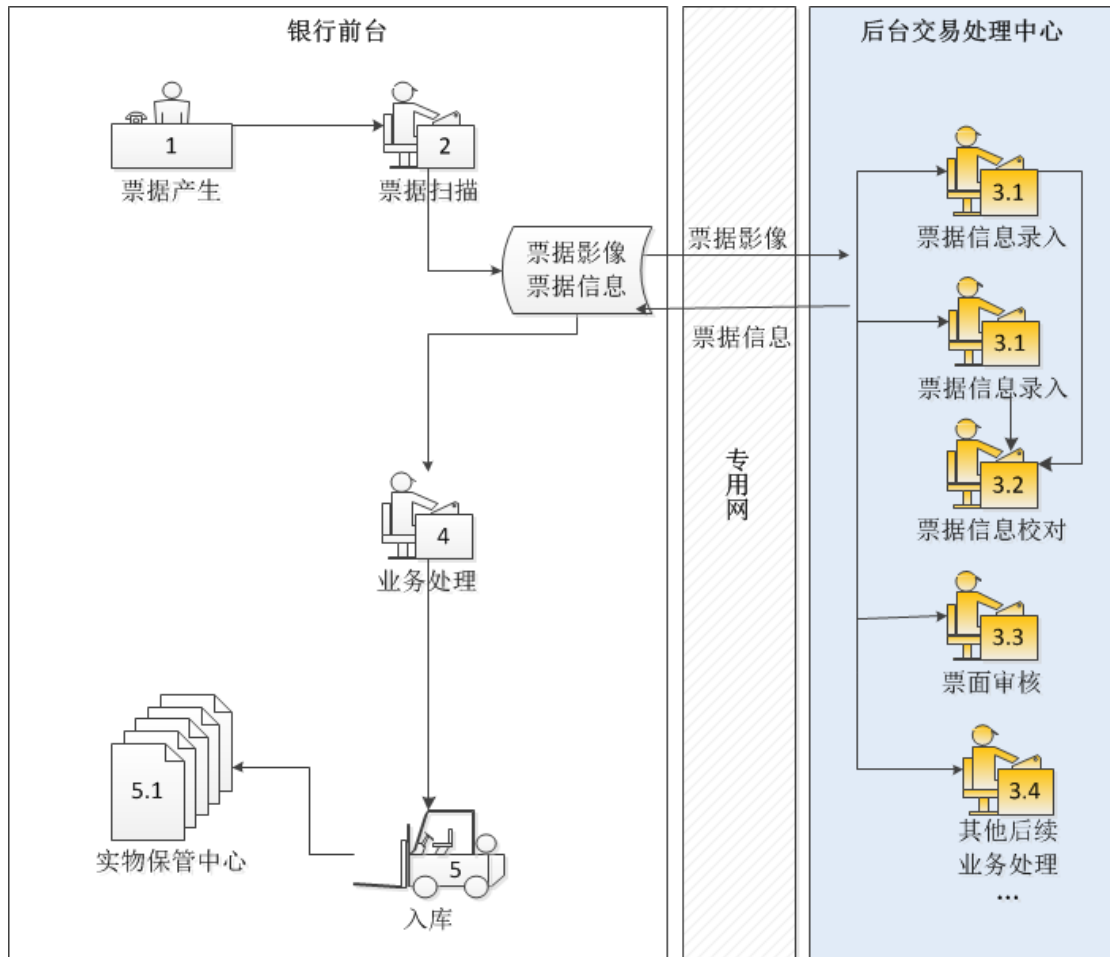 银行前台
1
票据产生
2
票据扫描
票据影像
票据信息
4
业务处理
5.1
实物保管中心
5
入库
票据影像
票据信息
专用网
后台交易处理中心
3.1
票据信息录入
3.1
票据信息录入
3.2
票据信息校对
3.3
票面审核
3.4
其他后续
业务处理
...